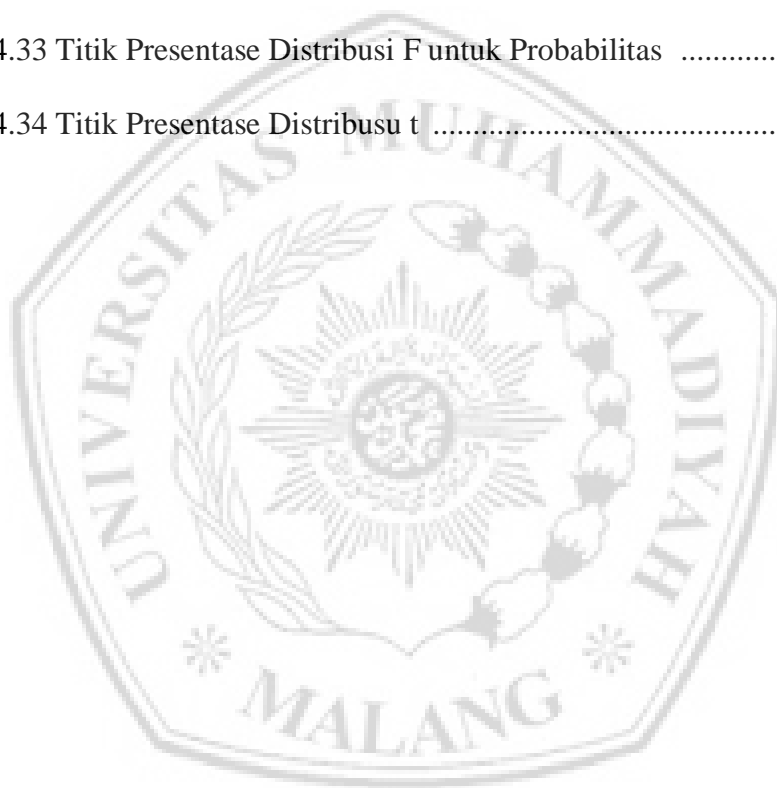 4.33 Titik Presentase Distribusi F untuk Probabilitas ............
4.34 Titik Presentase Distribusu t ..........................................
UNIVERSITAS MUHAMMADIYAH
MALANG